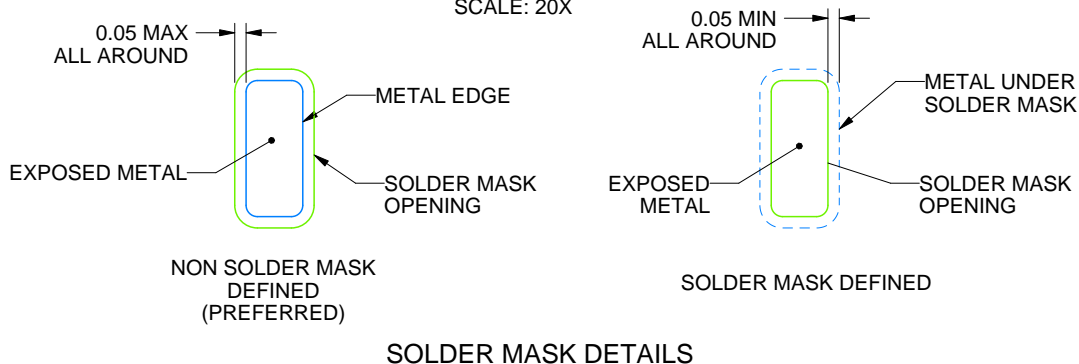 SCALE: 20X
0.05 MAX
ALL AROUND
METAL EDGE
EXPOSED METAL
SOLDER MASK
OPENING
NON SOLDER MASK
DEFINED
(PREFERRED)
0.05 MIN
ALL AROUND
METAL UNDER
SOLDER MASK
EXPOSED
METAL
SOLDER MASK
OPENING
SOLDER MASK DEFINED
SOLDER MASK DETAILS